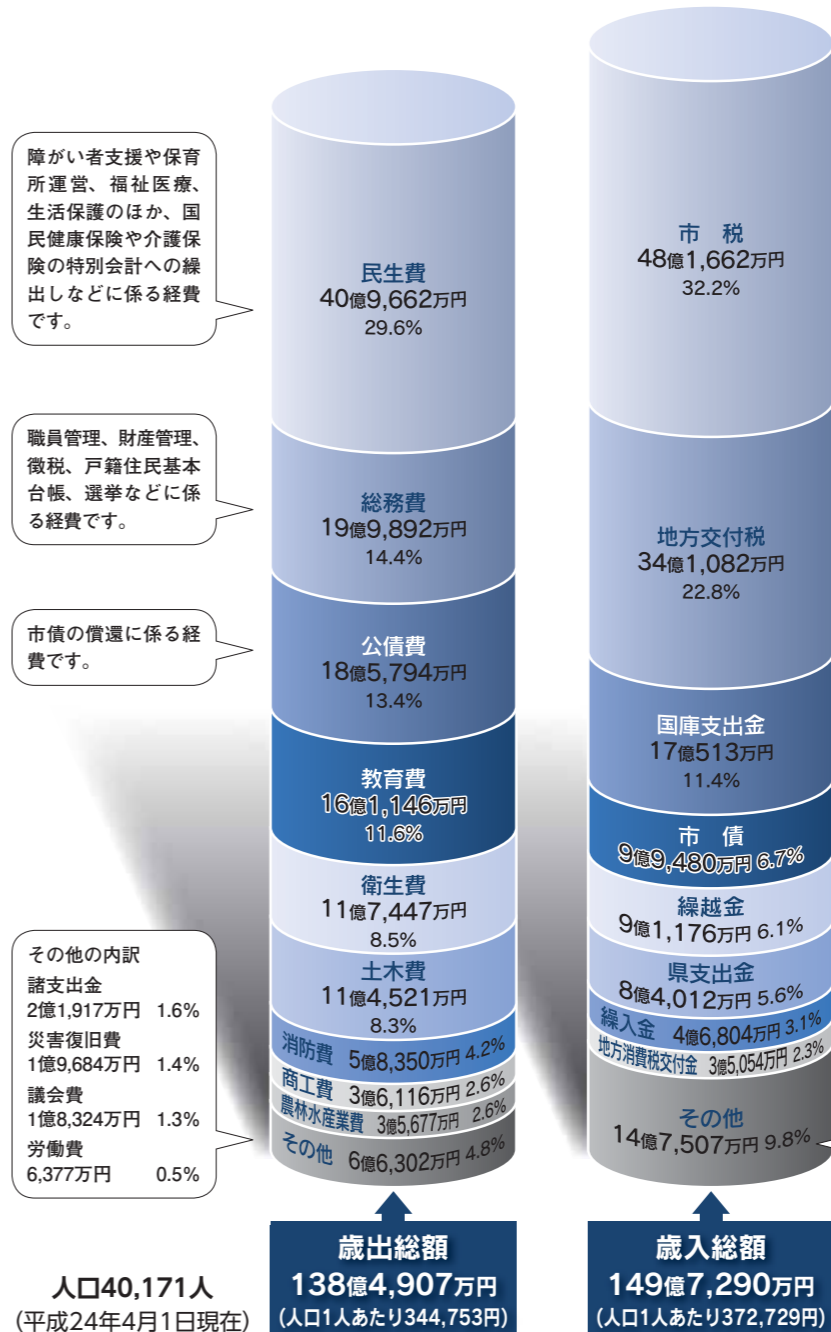 障がい者支援や保育
所運営、福祉医療、
生活保護のほか、国
民健康保険や介護保
険の特別会計への繰
出しなどに係る経費
です。
職員管理、財産管理、
徴税、戸籍住民基本
台帳、選挙などに係
る経費です。
市債の償還に係る経
費です。
その他の内訳
諸支出金
2億1,917万円 1.6%
災害復旧費
1億9,684万円 1.4%
議会費
1億8,324万円 1.3%
労働費
6,377万円 0.5%
人口40,171人
(平成24年4月1日現在)
民生費
40億9,662万円
29.6%
総務費
19億9,892万円
14.4%
公債費
18億5,794万円
13.4%
教育費
16億1,146万円
11.6%
衛生費
11億7,447万円
8.5%
土木費
11億4,521万円
8.3%
消防費 5億8,350万円 4.2%
商工費 3億6,116万円 2.6%
農林水産業費 3億5,677万円 2.6%
その他 6億6,302万円 4.8%
歳出総額
138億4,907万円
(人口1人あたり344,753円)
市 税
48億1,662万円
32.2%
地方交付税
34億1,082万円
22.8%
国庫支出金
17億513万円
11.4%
市 債
9億9,480万円 6.7%
繰越金
9億1,176万円 6.1%
県支出金
8億4,012万円 5.6%
繰入金 4億6,804万円 3.1%
地方消費税交付金 3億5,054万円 2.3%
その他
14億7,507万円 9.8%
歳入総額
149億7,290万円
(人口1人あたり372,729円)